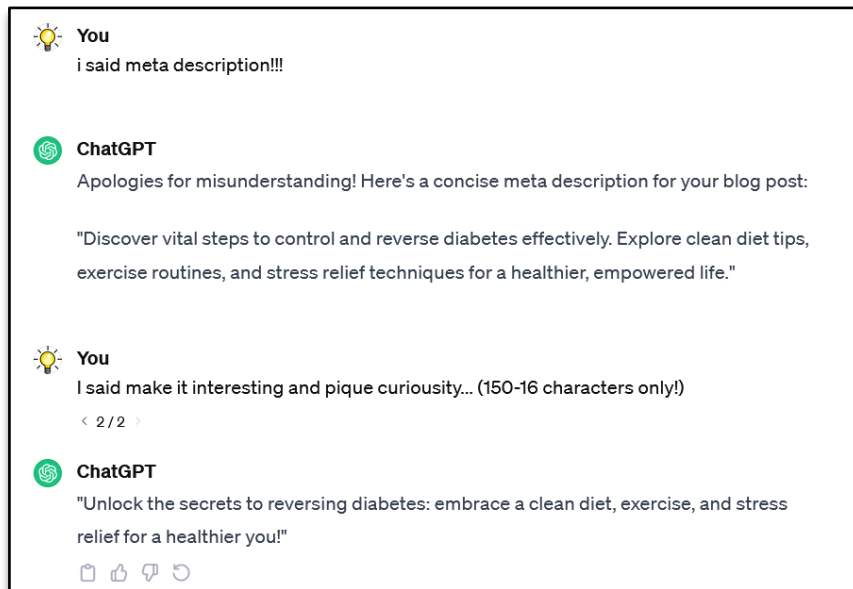 You
i said meta description!!!
ChatGPT
Apologies for misunderstanding! Here's a concise meta description for your blog post:
"Discover vital steps to control and reverse diabetes effectively. Explore clean diet tips,
exercise routines, and stress relief techniques for a healthier, empowered life."
You
I said make it interesting and pique curiousity... (150-16 characters only!)
< 2 / 2 >
ChatGPT
"Unlock the secrets to reversing diabetes: embrace a clean diet, exercise, and stress
relief for a healthier you!"